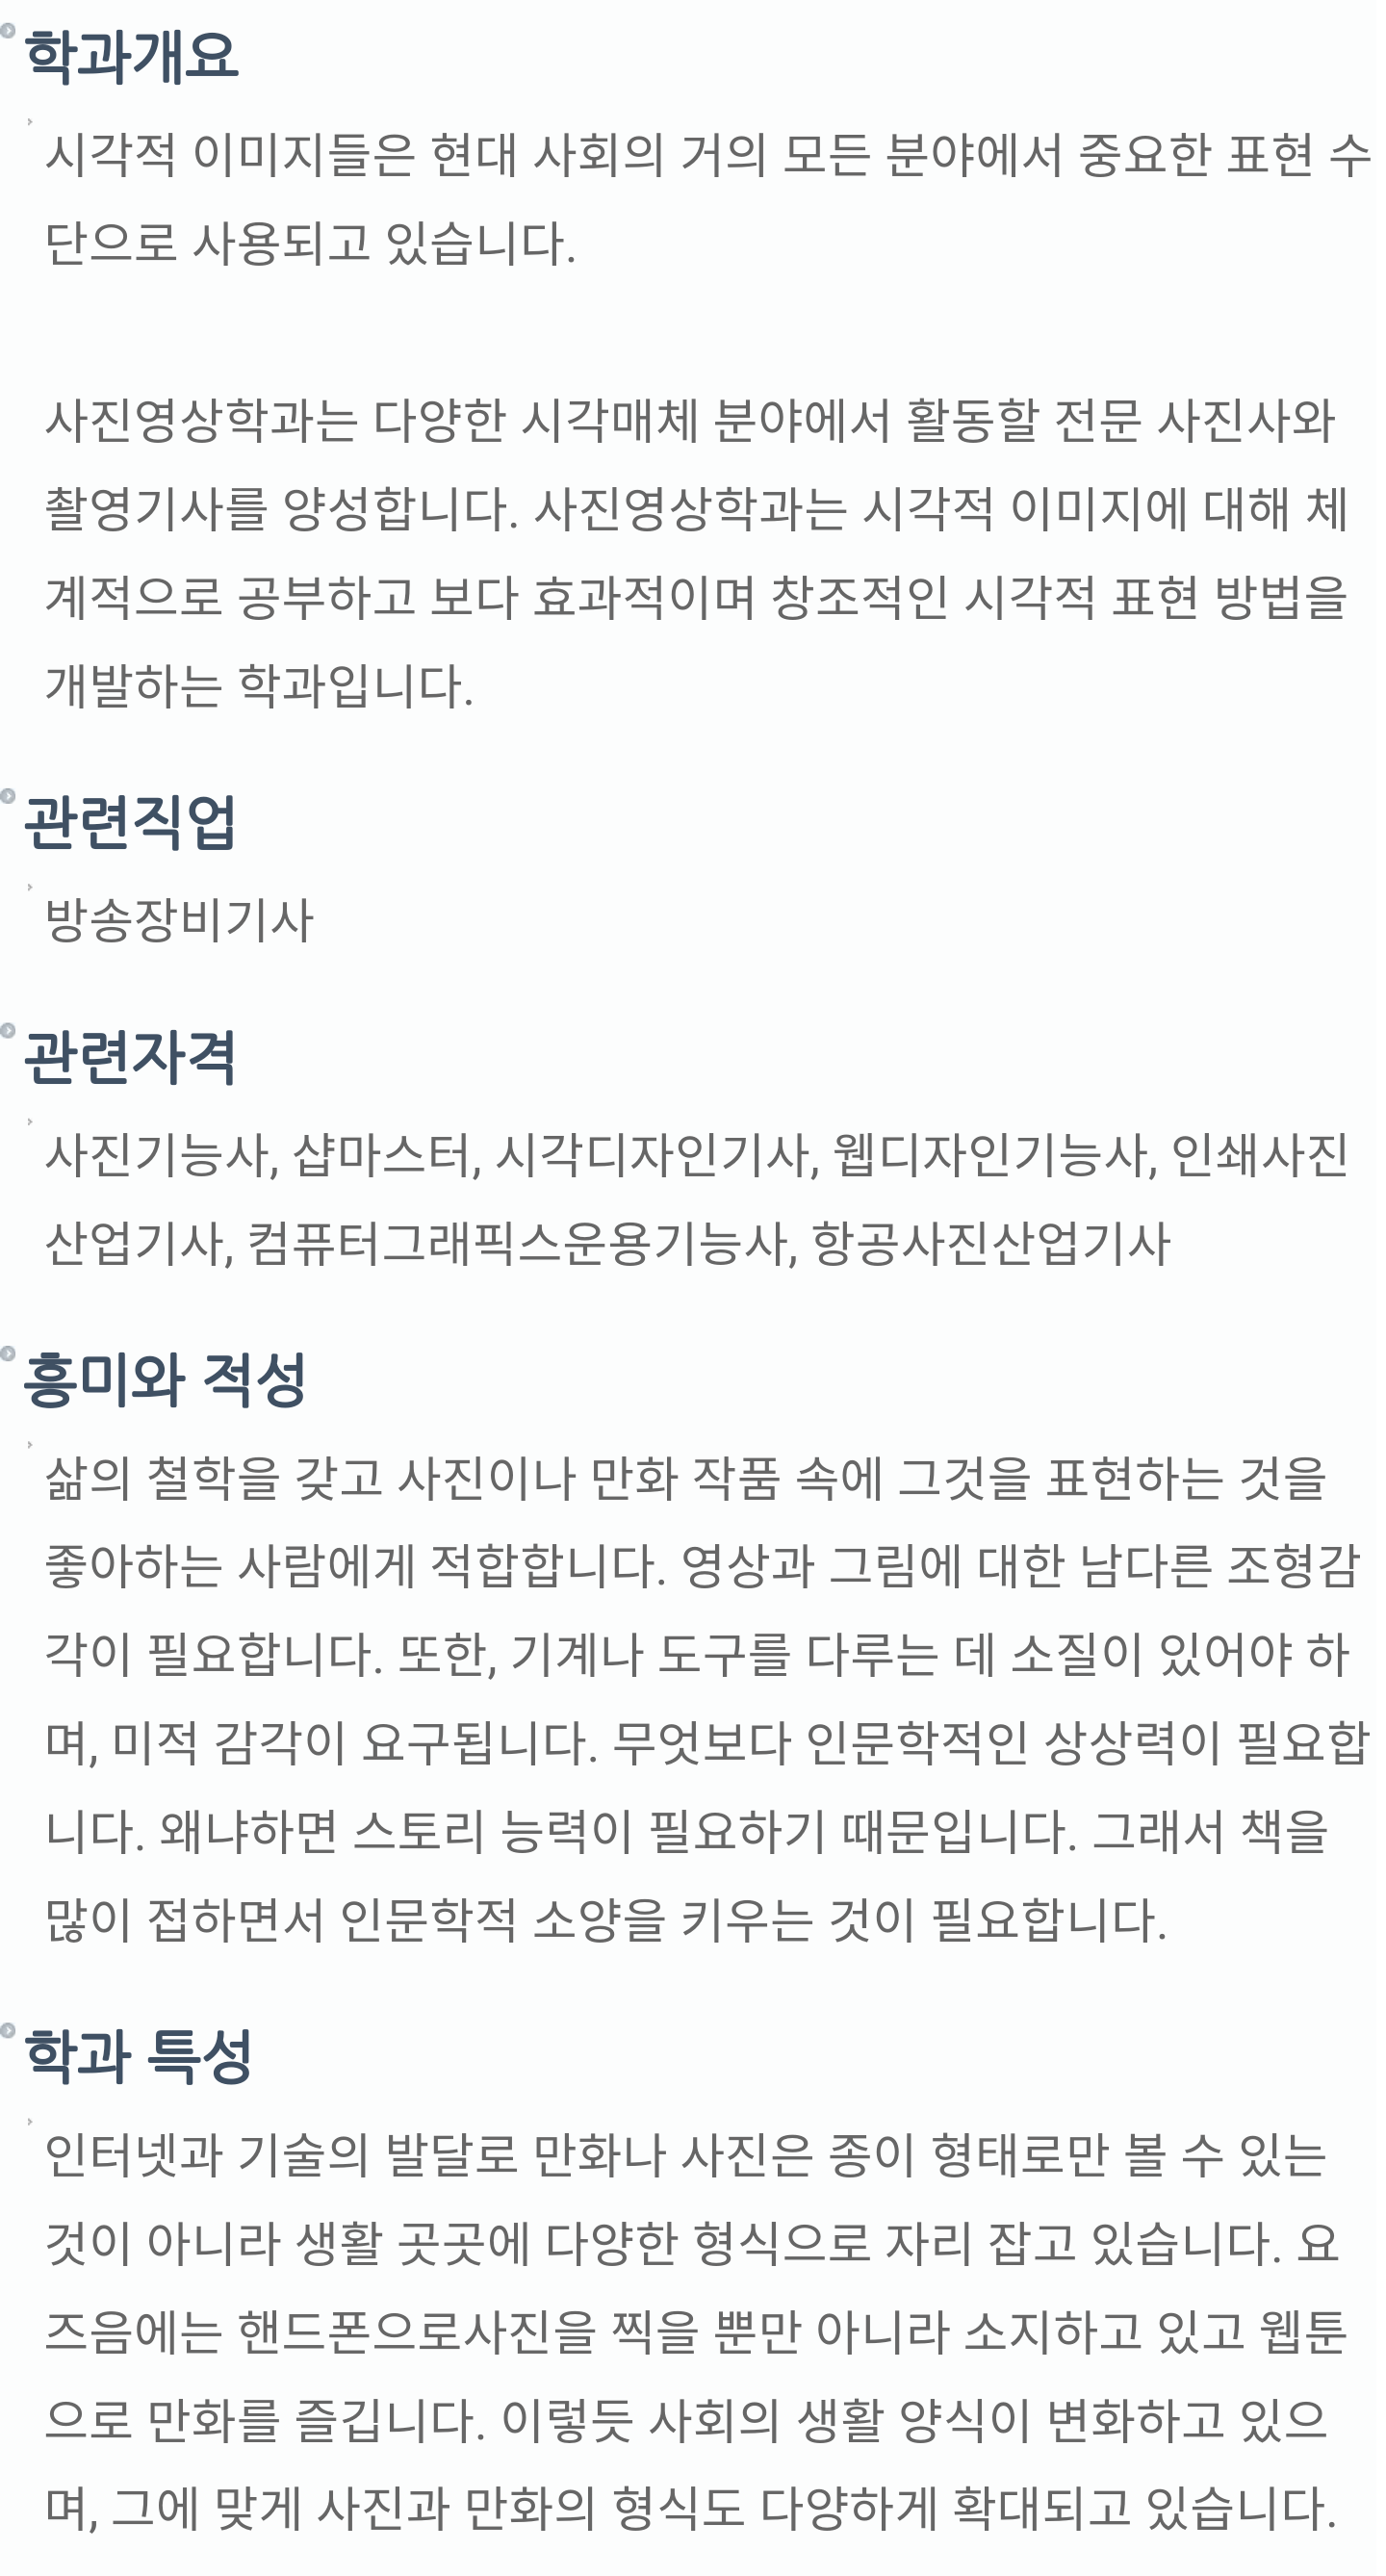 학과개요
시각적 이미지들은 현대 사회의 거의 모든 분야에서 중요한 표현 수
단으로 사용되고 있습니다.
사진영상학과는 다양한 시각매체 분야에서 활동할 전문 사진사와
촬영기사를 양성합니다. 사진영상학과는 시각적 이미지에 대해 체
계적으로 공부하고 보다 효과적이며 창조적인 시각적 표현 방법을
개발하는 학과입니다.
관련직업
방송장비기사
관련자격
사진기능사, 샵마스터, 시각디자인기사, 웹디자인기능사, 인쇄사진
산업기사, 컴퓨터그래픽스운용기능사, 항공사진산업기사
흥미와 적성
삶의 철학을 갖고 사진이나 만화 작품 속에 그것을 표현하는 것을
좋아하는 사람에게 적합합니다. 영상과 그림에 대한 남다른 조형감
각이 필요합니다. 또한, 기계나 도구를 다루는 데 소질이 있어야 하
며, 미적 감각이 요구됩니다. 무엇보다 인문학적인 상상력이 필요합
니다. 왜냐하면 스토리 능력이 필요하기 때문입니다. 그래서 책을
많이 접하면서 인문학적 소양을 키우는 것이 필요합니다.
학과 특성
인터넷과 기술의 발달로 만화나 사진은 종이 형태로만 볼 수 있는
것이 아니라 생활 곳곳에 다양한 형식으로 자리 잡고 있습니다. 요
즈음에는 핸드폰으로사진을 찍을 뿐만 아니라 소지하고 있고 웹툰
으로 만화를 즐깁니다. 이렇듯 사회의 생활 양식이 변화하고 있으
며, 그에 맞게 사진과 만화의 형식도 다양하게 확대되고 있습니다.